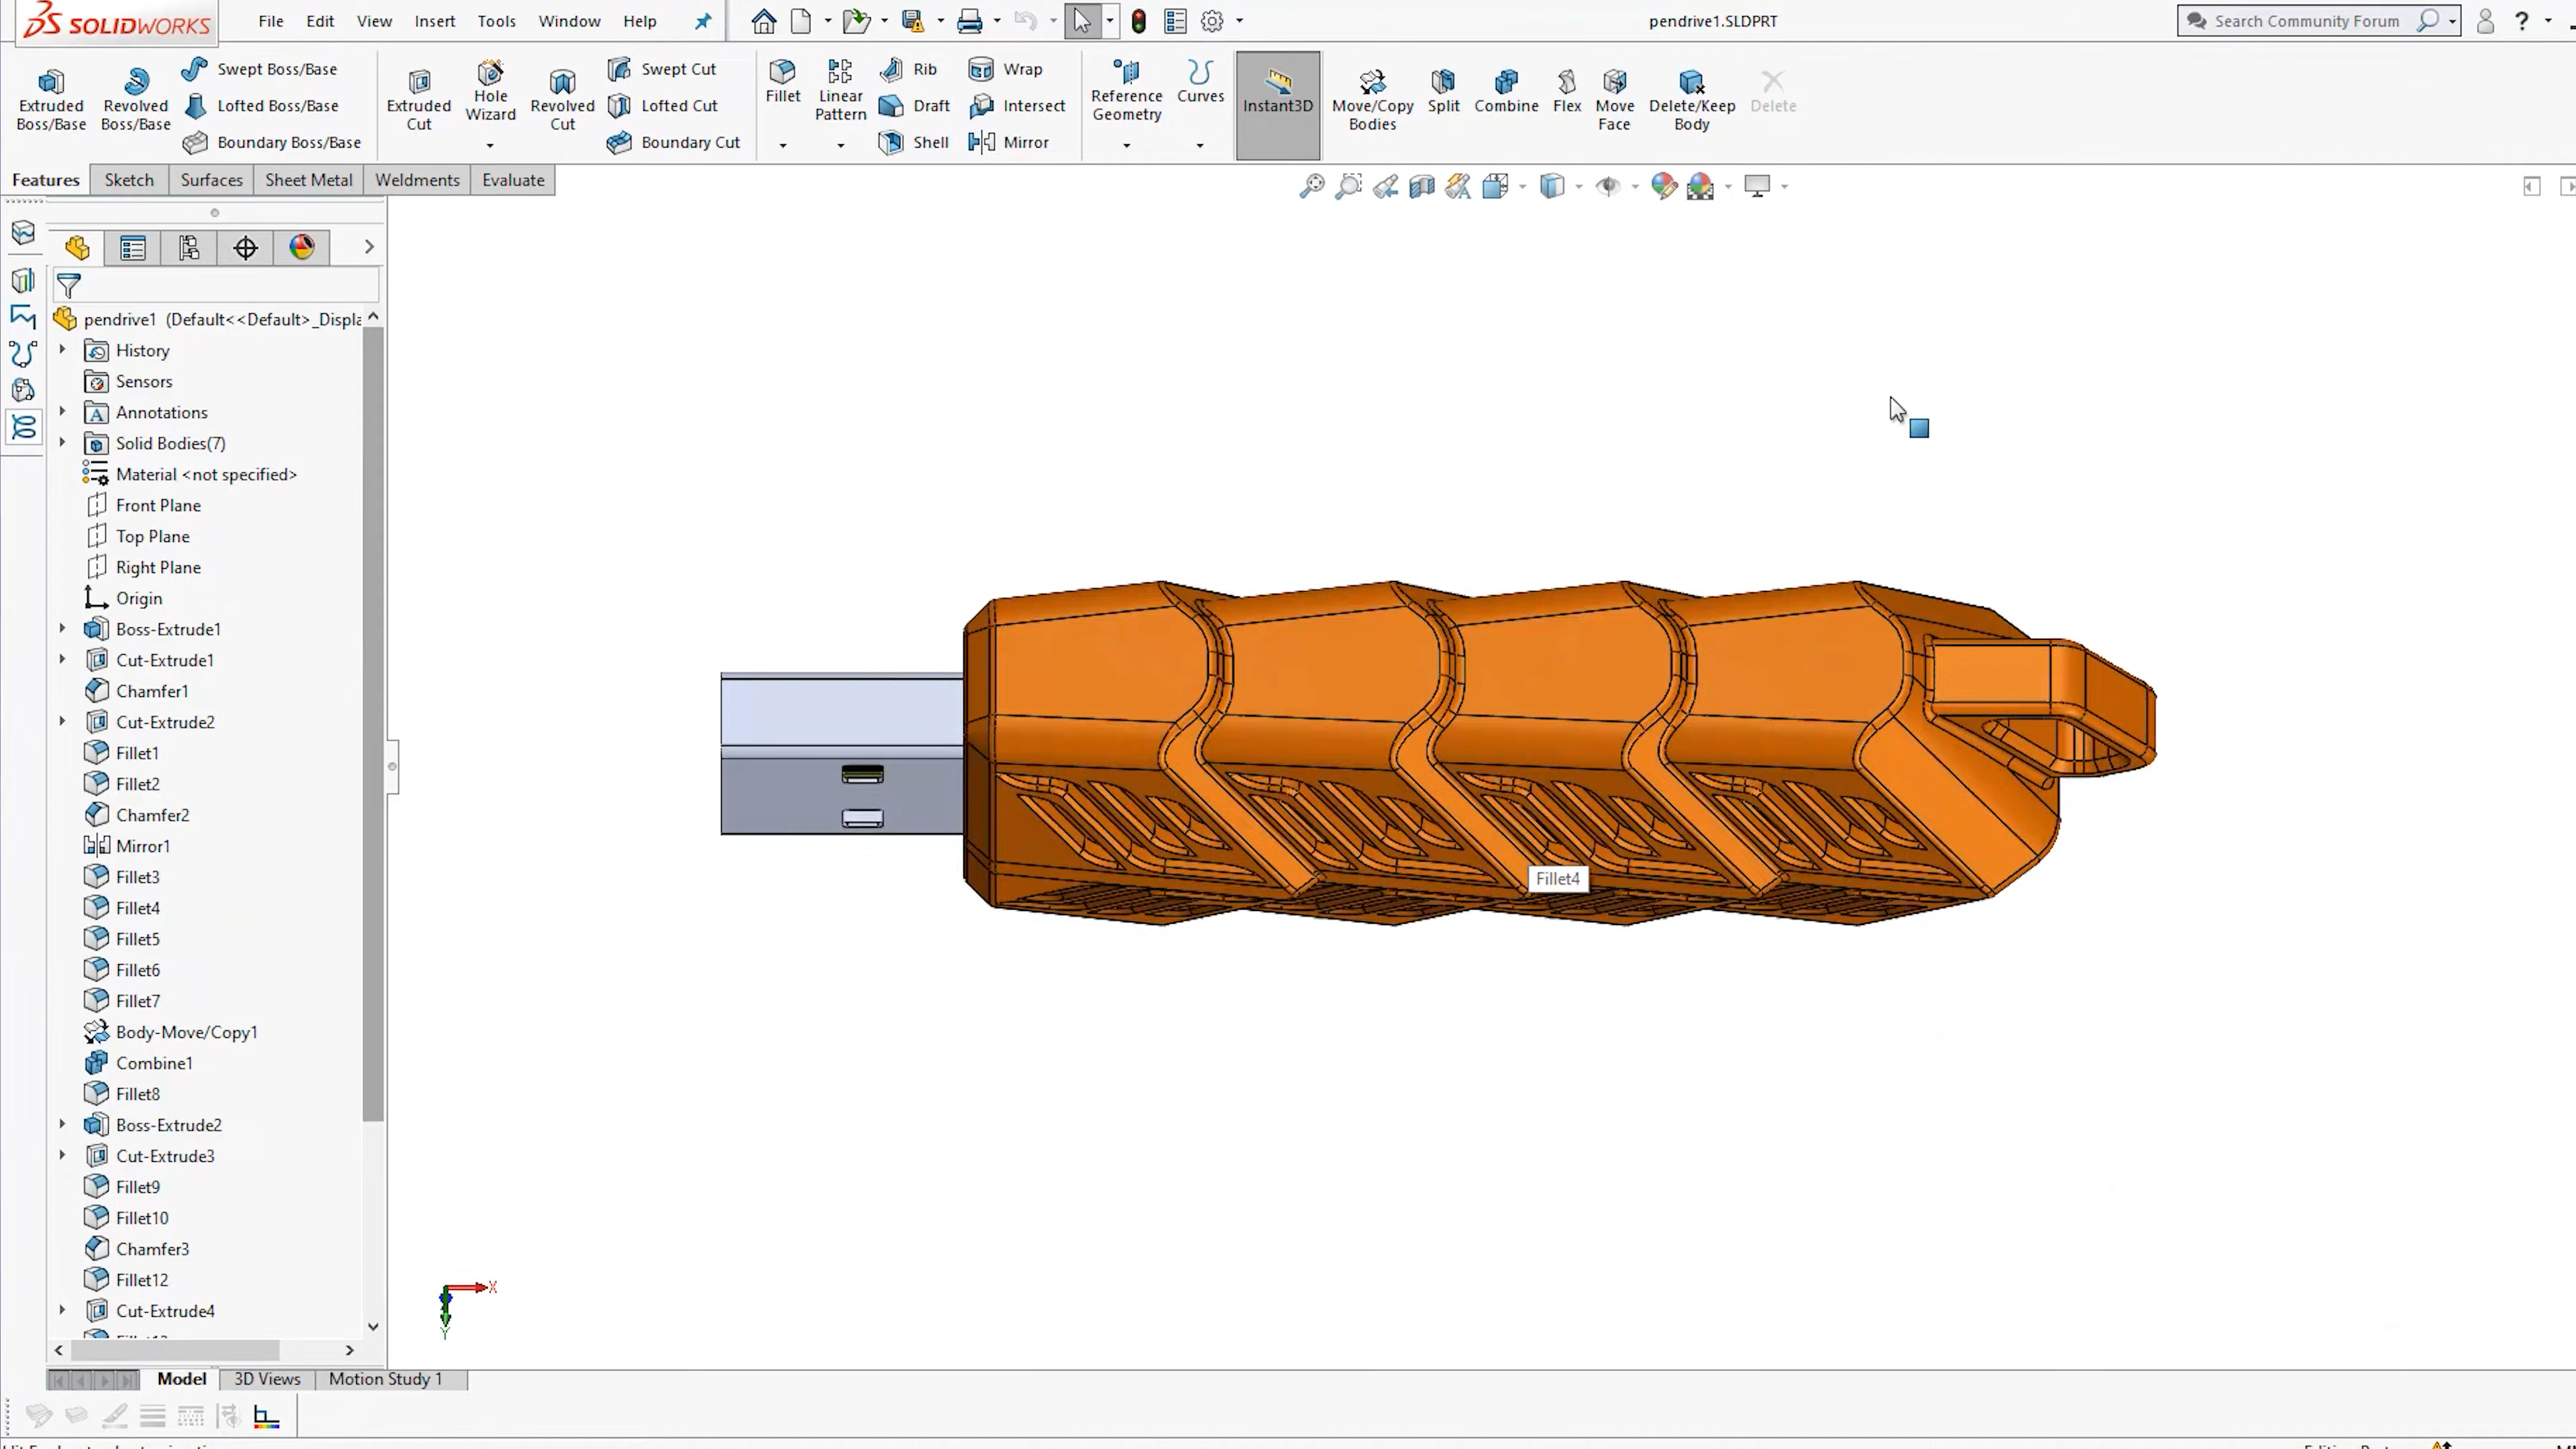 SOLIDWORKS File Edit View Insert Tools Window Help pendrive1.SLDPRT Search Community Forum ?
Extruded Boss/Base
Revolved Boss/Base
Swept Boss/Base
Lofted Boss/Base
Boundary Boss/Base
Extruded Cut
Hole Wizard
Revolved Cut
Swept Cut
Lofted Cut
Boundary Cut
Fillet
Linear Pattern
Rib
Draft
Shell
Wrap
Intersect
Mirror
Reference Geometry
Curves
Instant3D
Move/Copy Bodies
Split
Combine
Flex
Move Face
Delete/Keep Body
Delete
Features Sketch Surfaces Sheet Metal Weldments Evaluate
pendrive1 (Default<<Default>_Displa
History
Sensors
Annotations
Solid Bodies(7)
Material <not specified>
Front Plane
Top Plane
Right Plane
Origin
Boss-Extrude1
Cut-Extrude1
Chamfer1
Cut-Extrude2
Fillet1
Fillet2
Chamfer2
Mirror1
Fillet3
Fillet4
Fillet5
Fillet6
Fillet7
Body-Move/Copy1
Combine1
Fillet8
Boss-Extrude2
Cut-Extrude3
Fillet9
Fillet10
Chamfer3
Fillet12
Cut-Extrude4
Fillet4
X
Y
Model 3D Views Motion Study 1